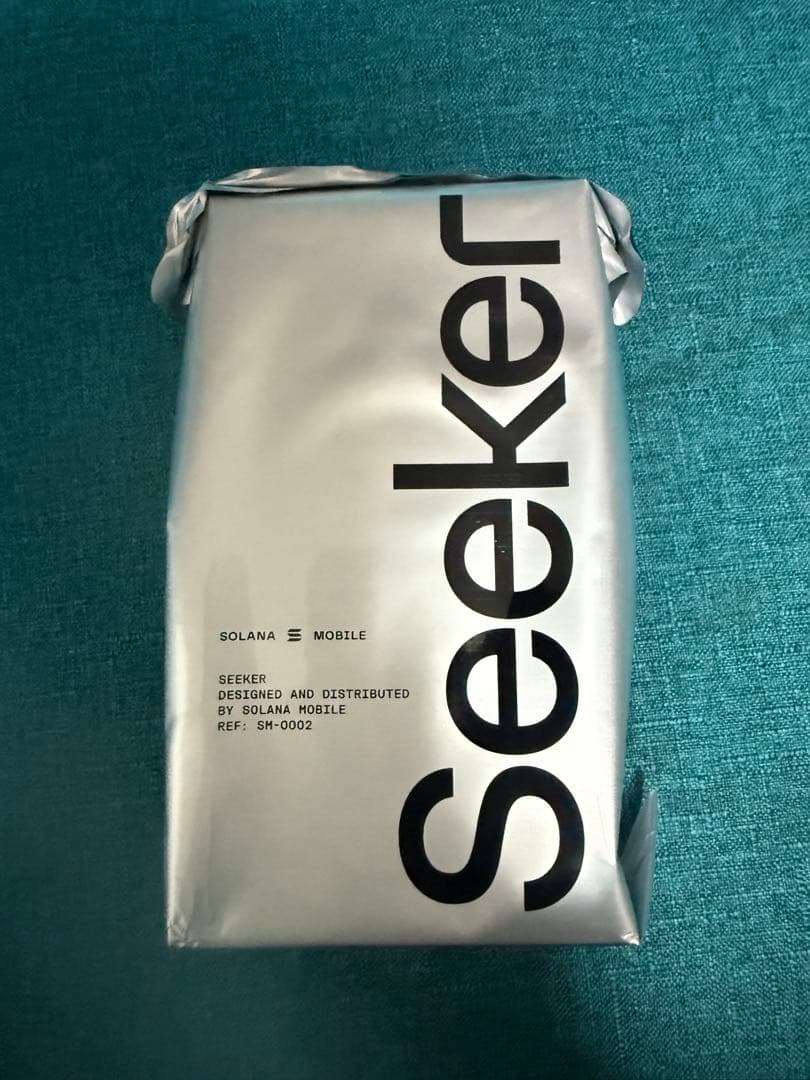 Seeker
SOLANA MOBILE
SEEKER
DESIGNED AND DISTRIBUTED
BY SOLANA MOBILE
REF: SM-0002